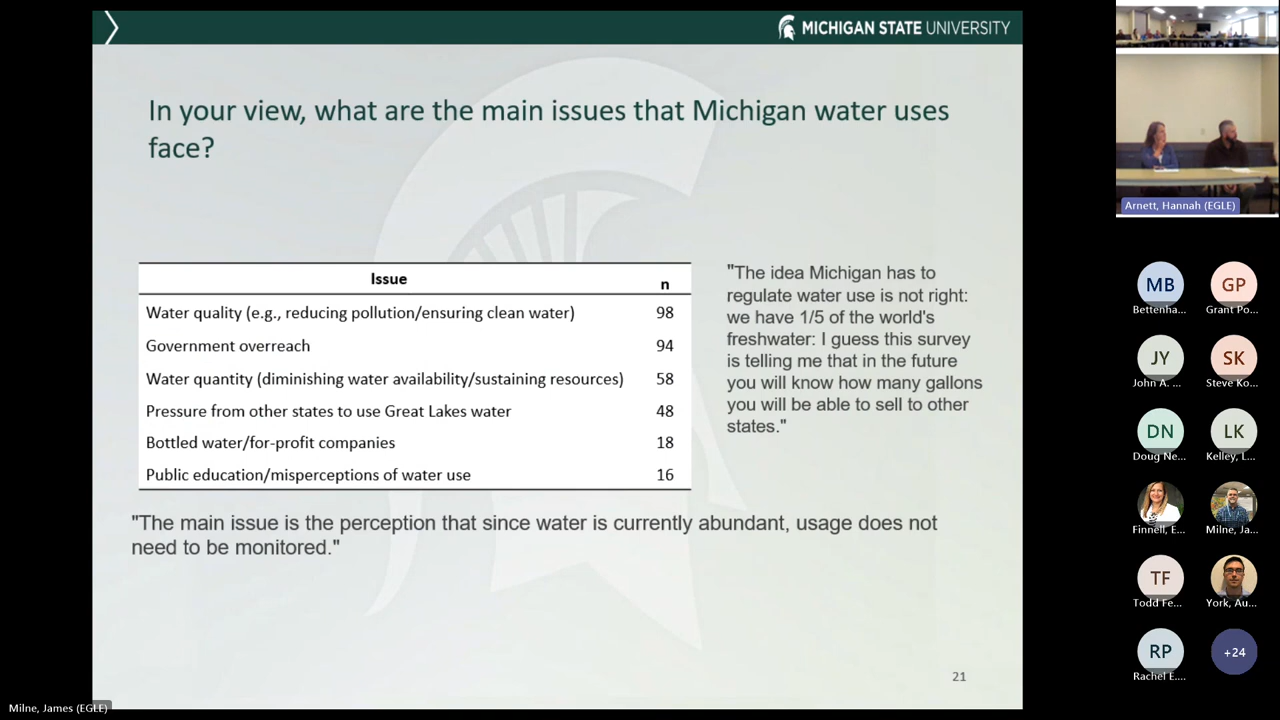 MICHIGAN STATE UNIVERSITY
In your view, what are the main issues that Michigan water uses
face?
Issue n
Water quality (e.g., reducing pollution/ensuring clean water) 98
Government overreach 94
Water quantity (diminishing water availability/sustaining resources) 58
Pressure from other states to use Great Lakes water 48
Bottled water/for-profit companies 18
Public education/misperceptions of water use 16
"The idea Michigan has to
regulate water use is not right:
we have 1/5 of the world's
freshwater: I guess this survey
is telling me that in the future
you will know how many gallons
you will be able to sell to other
states."
"The main issue is the perception that since water is currently abundant, usage does not
need to be monitored."
21
Milne, James (EGLE)
Arnett, Hannah (EGLE)
MB GP
Bettenha... Grant Po...
JY SK
John A. ... Steve Ko...
DN LK
Doug Ne... Kelley, L...
Finnell, E... Milne, Ja...
TF
Todd Fe... York, Au...
RP +24
Rachel E....